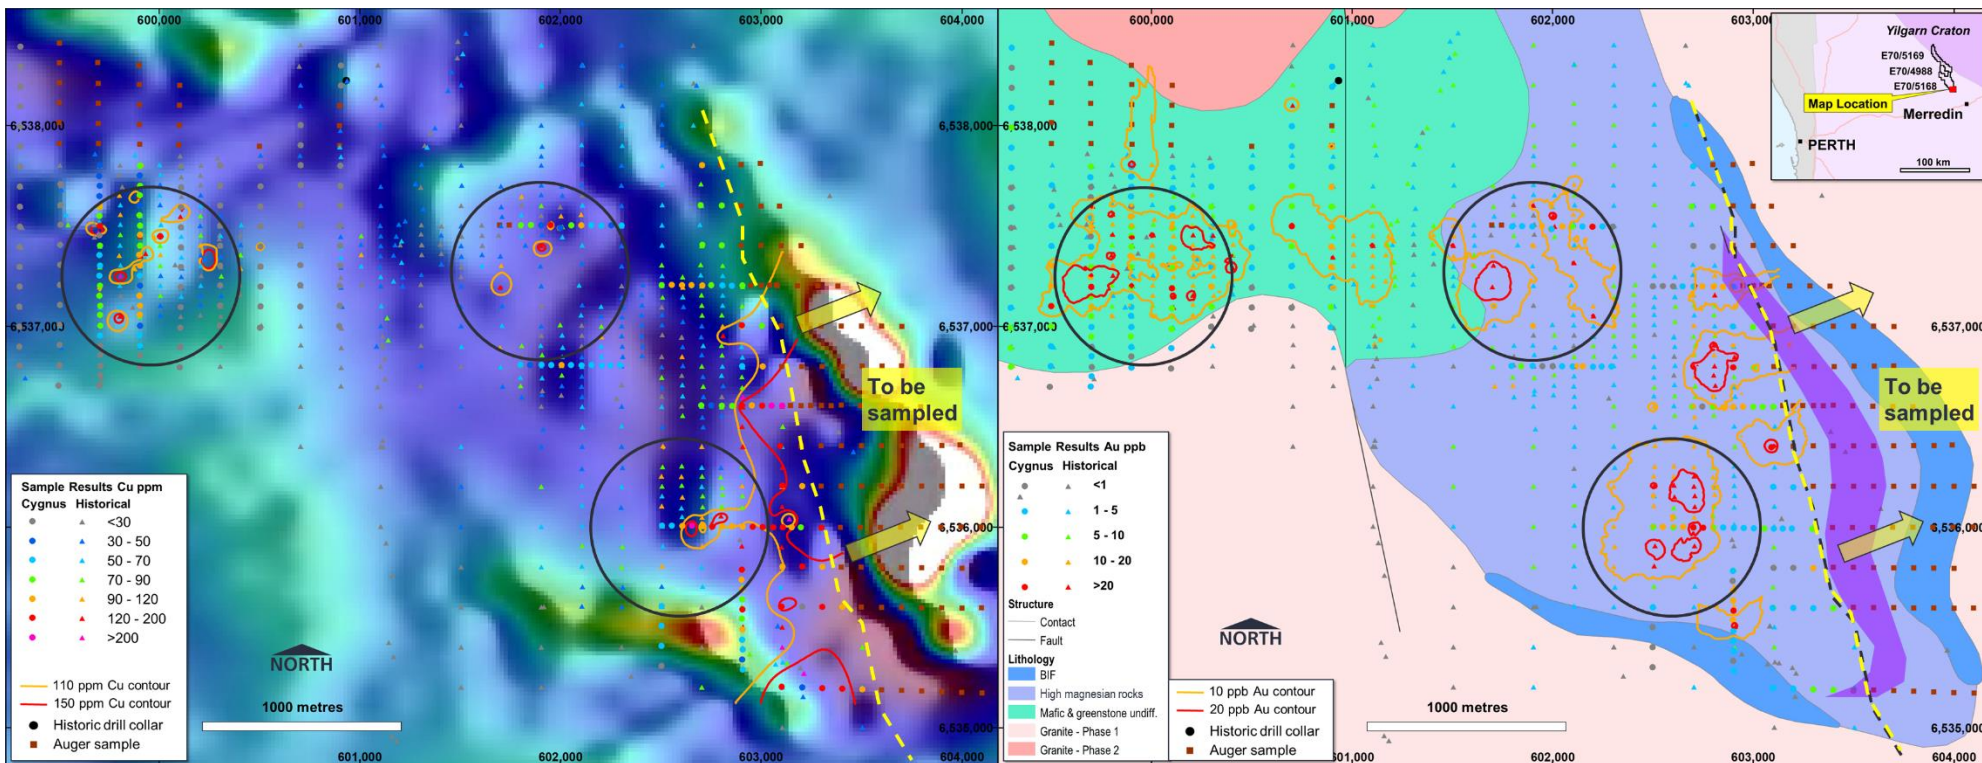 600,000
601,000
602,000
603,000
604,000
6,538,000
6,537,000
To be
sampled
Sample Results Cu ppm
Cygnus Historical
<30
30 - 50
50 - 70
70 - 90
90 - 120
120 - 200
>200
110 ppm Cu contour
150 ppm Cu contour
Historic drill collar
Auger sample
NORTH
1000 metres
601,000
602,000
603,000
604,000
600,000
601,000
602,000
603,000
6,538,000
6,538,000
6,537,000
6,537,000
6,537,000
6,536,000
6,536,000
6,535,000
6,535,000
Yilgarn Craton
E70/5169
E70/4988
E70/5168
Map Location
Merredin
PERTH
100 km
To be
sampled
Sample Results Au ppb
Cygnus Historical
<1
1 - 5
5 - 10
10 - 20
>20
Structure
Contact
Fault
Lithology
BIF
High magnesian rocks
Mafic & greenstone undiff.
Granite - Phase 1
Granite - Phase 2
10 ppb Au contour
20 ppb Au contour
Historic drill collar
Auger sample
NORTH
1000 metres
601,000
602,000
603,000
604,000